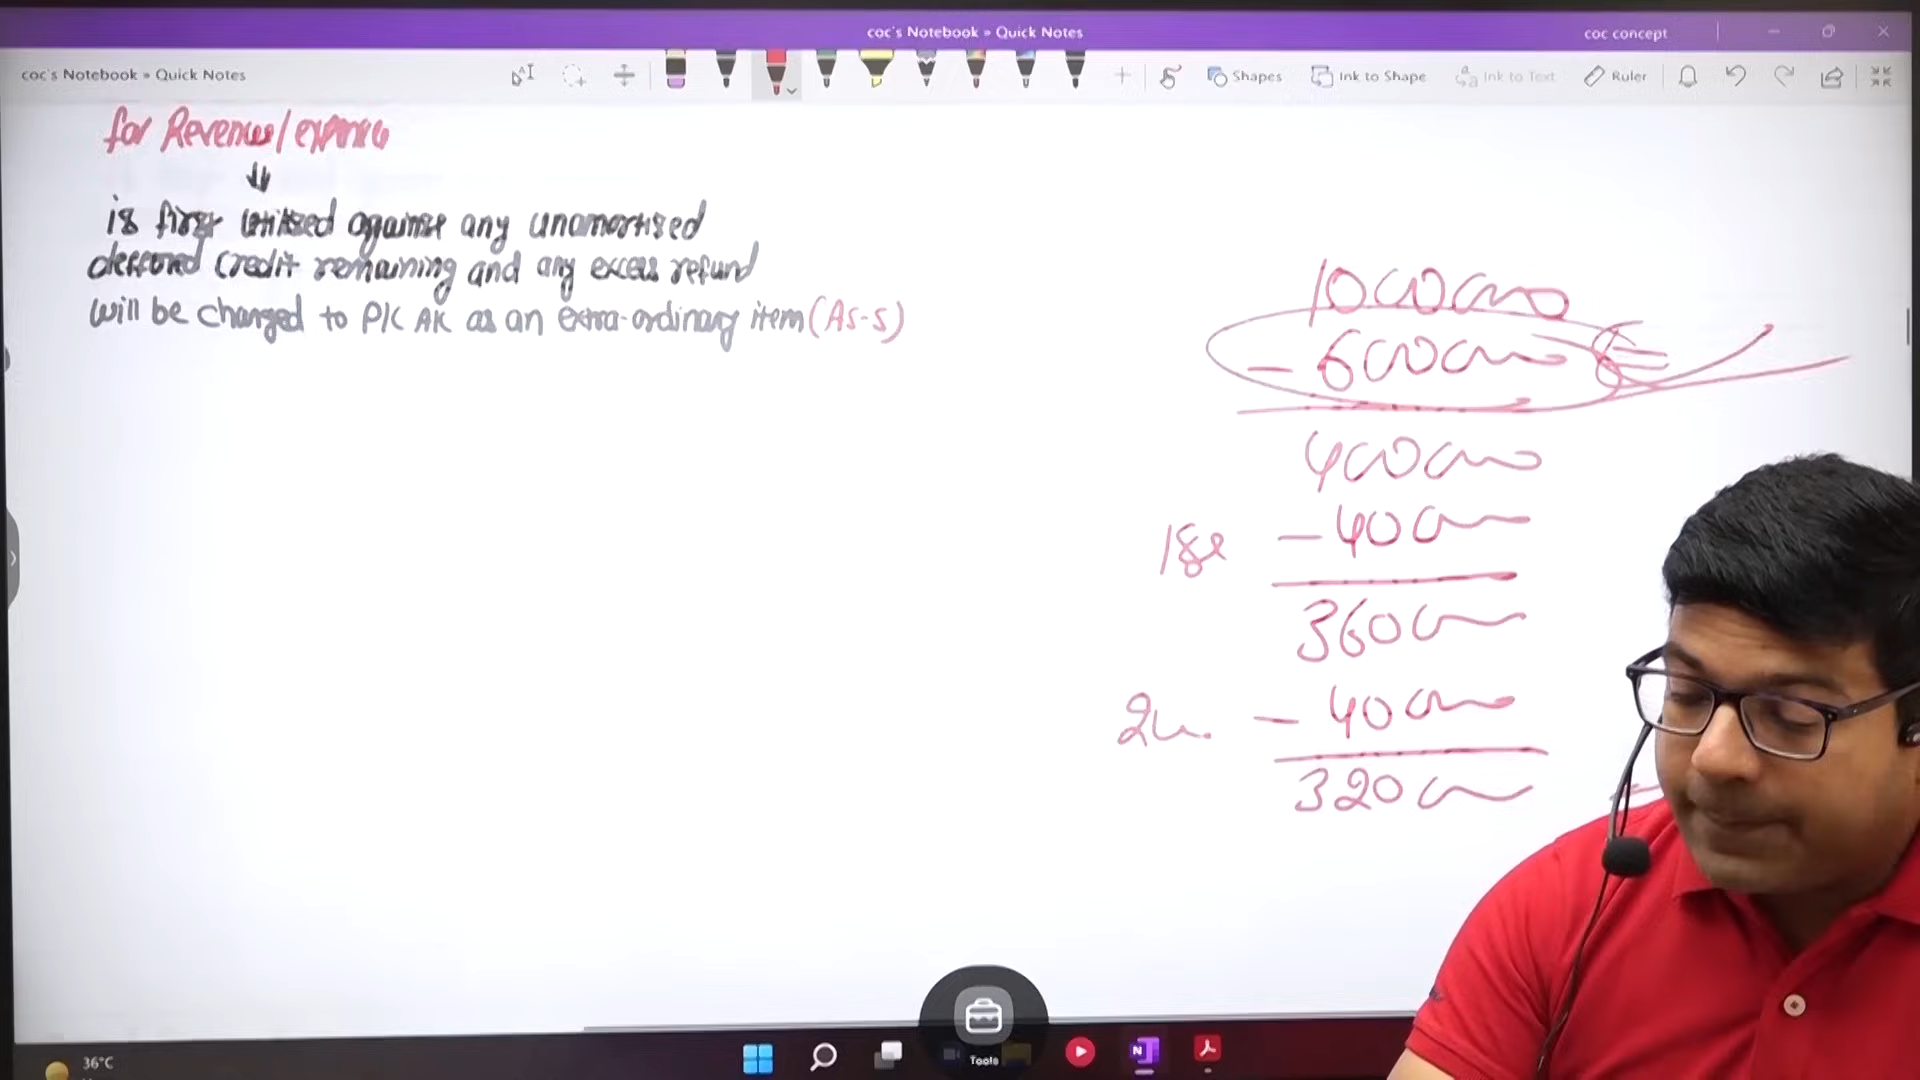 coc's Notebook » Quick Notes
coc concept
coc's Notebook » Quick Notes
Shapes
Ink to Shape
Ink to Text
Ruler
for Revenue/expense
is first utilised against any unamortised
deferred credit remaining and any excess refund
will be charged to P/L A/c as an extra-ordinary item (As-5)
1000000
- 600000
400000
1st - 40000
360000
- 40000
320000
Tools
36°C